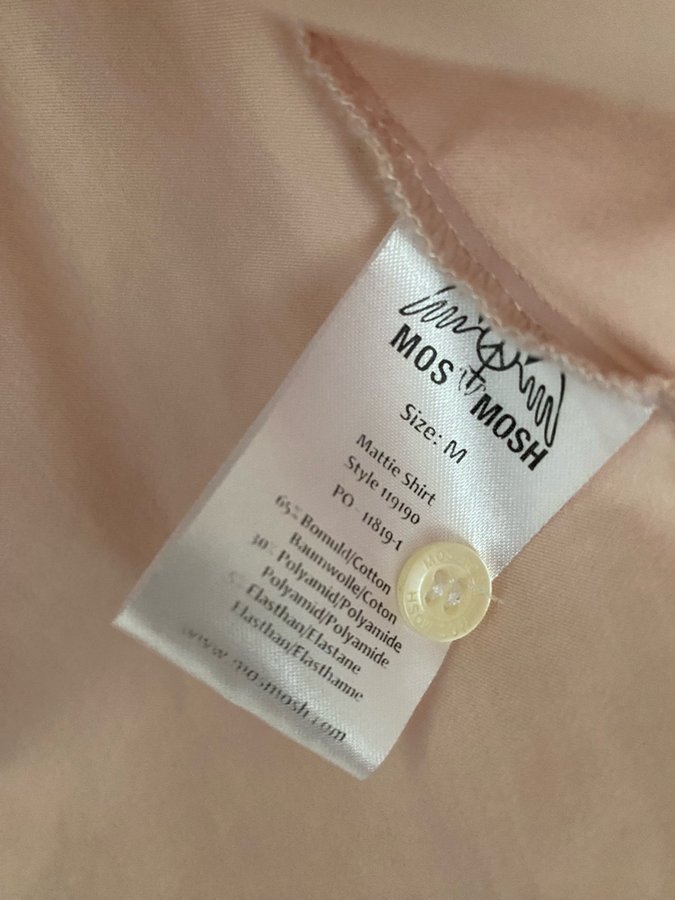 MOS MOSH
Size: M
Mattie Shirt
Style 119190
PO - 11819-1
65% Bomuld/Cotton
Baumwolle/Coton
30% Polyamid/Polyamide
Polyamid/Polyamide
5% Elasthan/Elastane
Elasthan/Elasthanne
www.mosmosh.com
MOS
MOSH